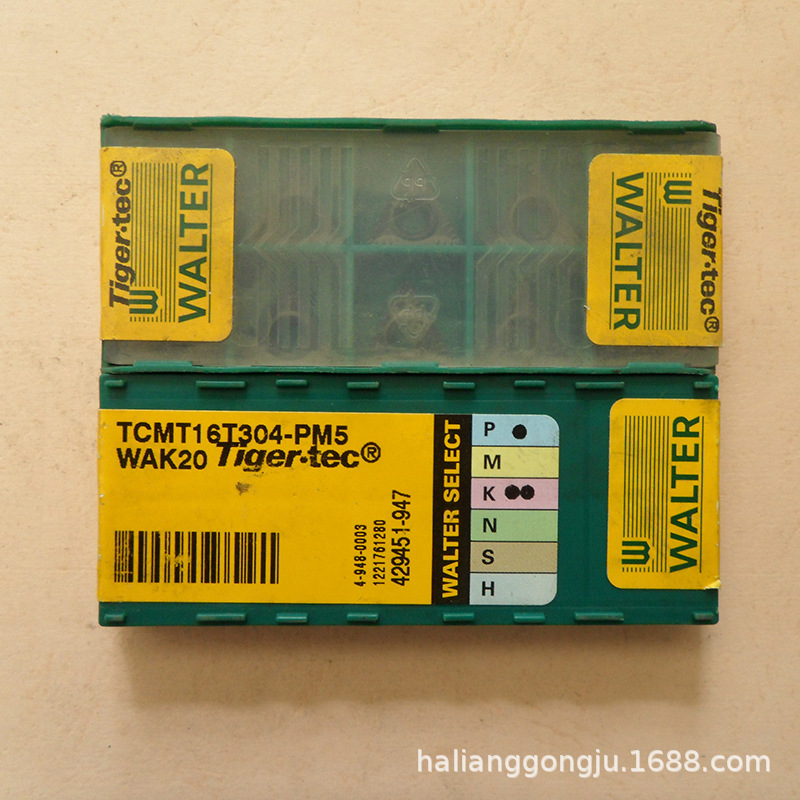 Tiger·tec®
WALTER
WALTER
Tiger·tec®
TCMT16T304-PM5
WAK20 Tiger·tec®
4-948-0003
1221761280
429451-947
WALTER SELECT
P
M
K
N
S
H
WALTER
halianggongju.1688.com